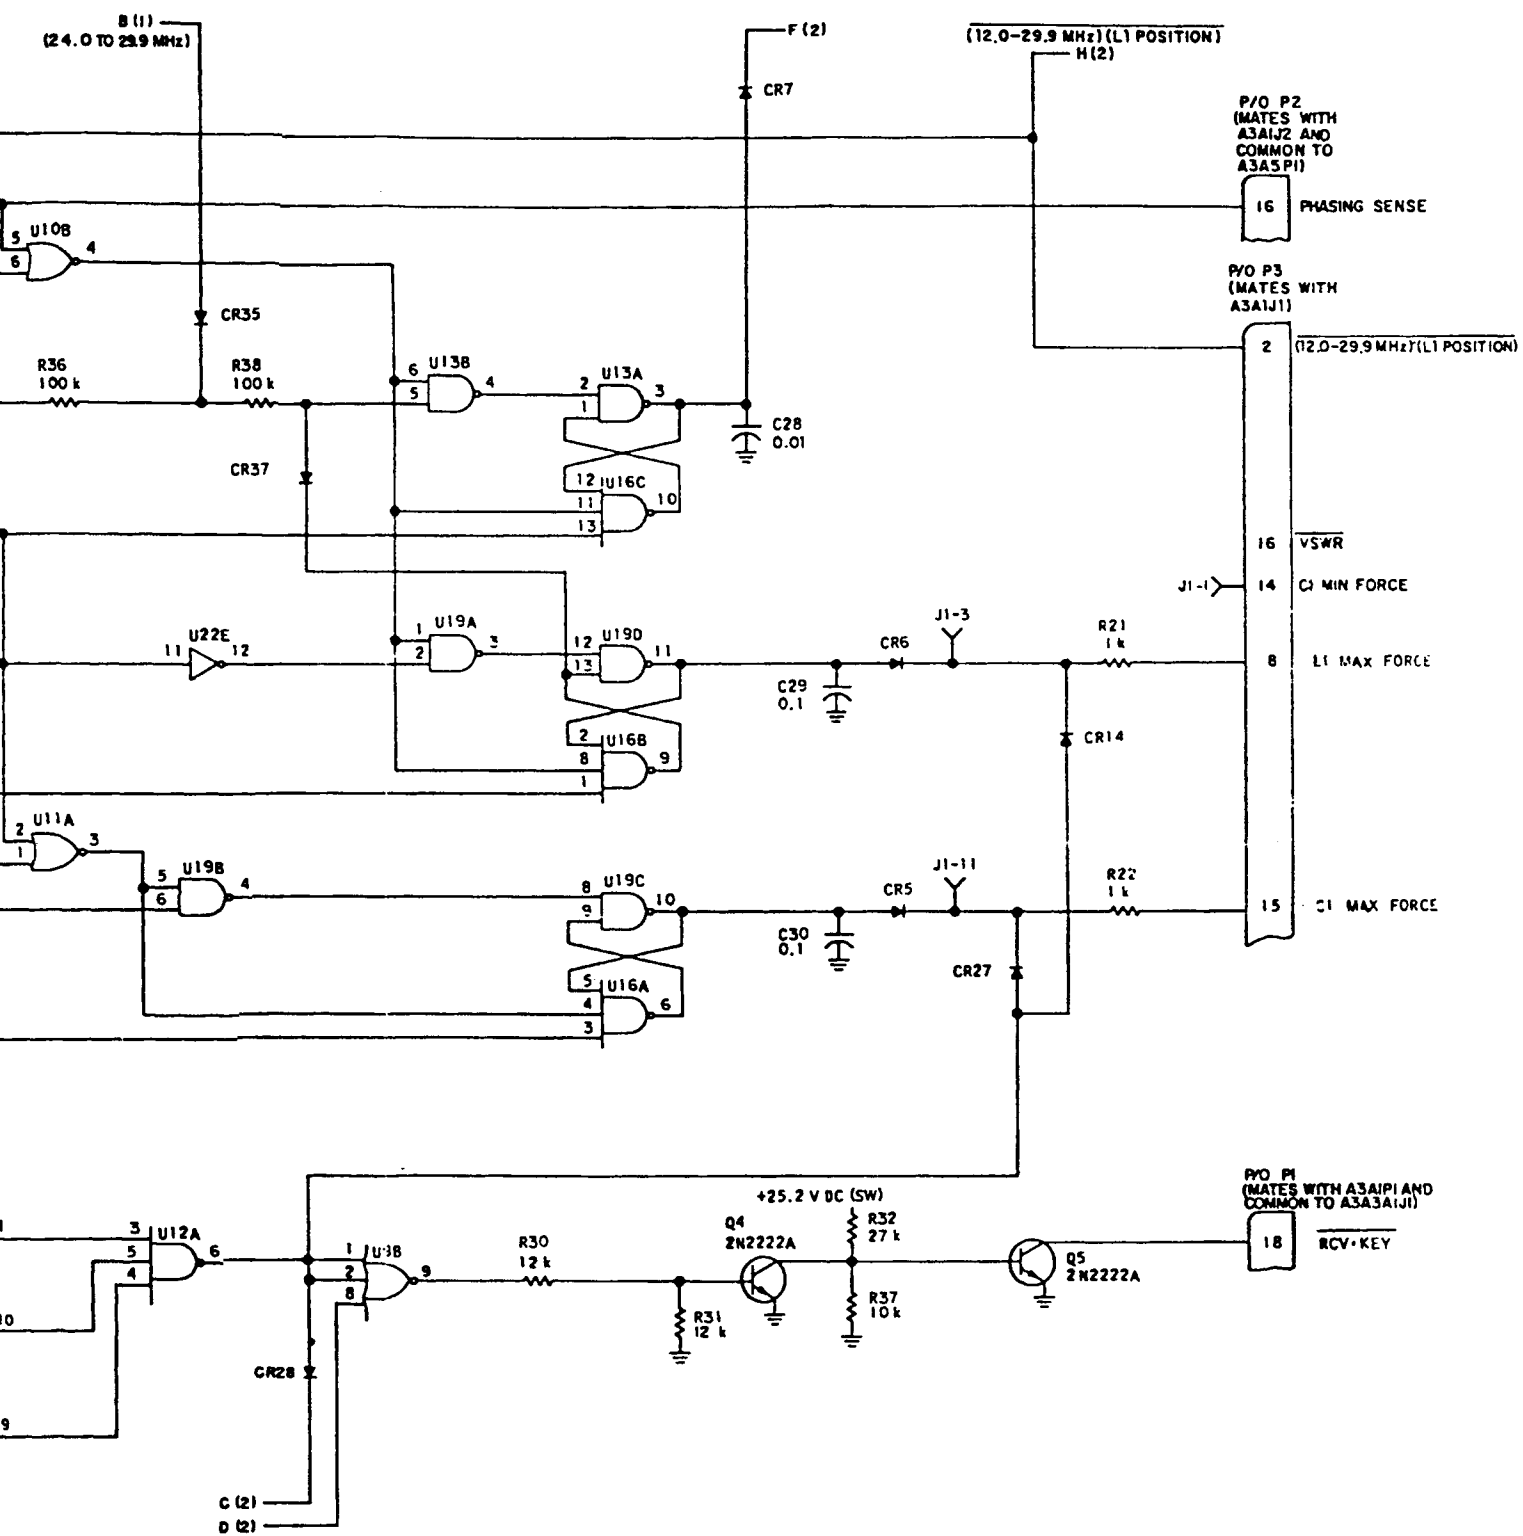 B (1)
(24.0 TO 29.9 MHz)
F (2)
(12.0-29.9 MHz)(L1 POSITION)
H (2)
CR7
P/O P2
(MATES WITH
A3A1J2 AND
COMMON TO
A3A5P1)
16 PHASING SENSE
U10B
5
6
4
P/O P3
(MATES WITH
A3A1J1)
CR35
2 (12.0-29.9 MHz)(L1 POSITION)
R36
100 k
R38
100 k
U13B
6
5
4
U13A
2
1
3
C28
0.01
CR37
12 U16C
11
13
10
16 VSWR
J1-1
14 C1 MIN FORCE
U22E
11
12
U19A
1
2
3
U19D
12
13
11
CR6
J1-3
R21
1 k
8 L1 MAX FORCE
C29
0.1
CR14
2 U16B
8
1
9
U11A
2
1
3
U19B
5
6
4
U19C
8
9
10
CR5
J1-11
R22
1 k
15 C1 MAX FORCE
C30
0.1
CR27
5 U16A
4
3
6
P/O P1
(MATES WITH A3A1P1 AND
COMMON TO A3A3A1J1)
18 RCV·KEY
+25.2 V DC (SW)
U12A
3
5
4
6
1
2
8
9
R30
12 k
Q4
2N2222A
R32
27 k
Q5
2N2222A
R31
12 k
R37
10 k
10
CR28
9
C (2)
D (2)